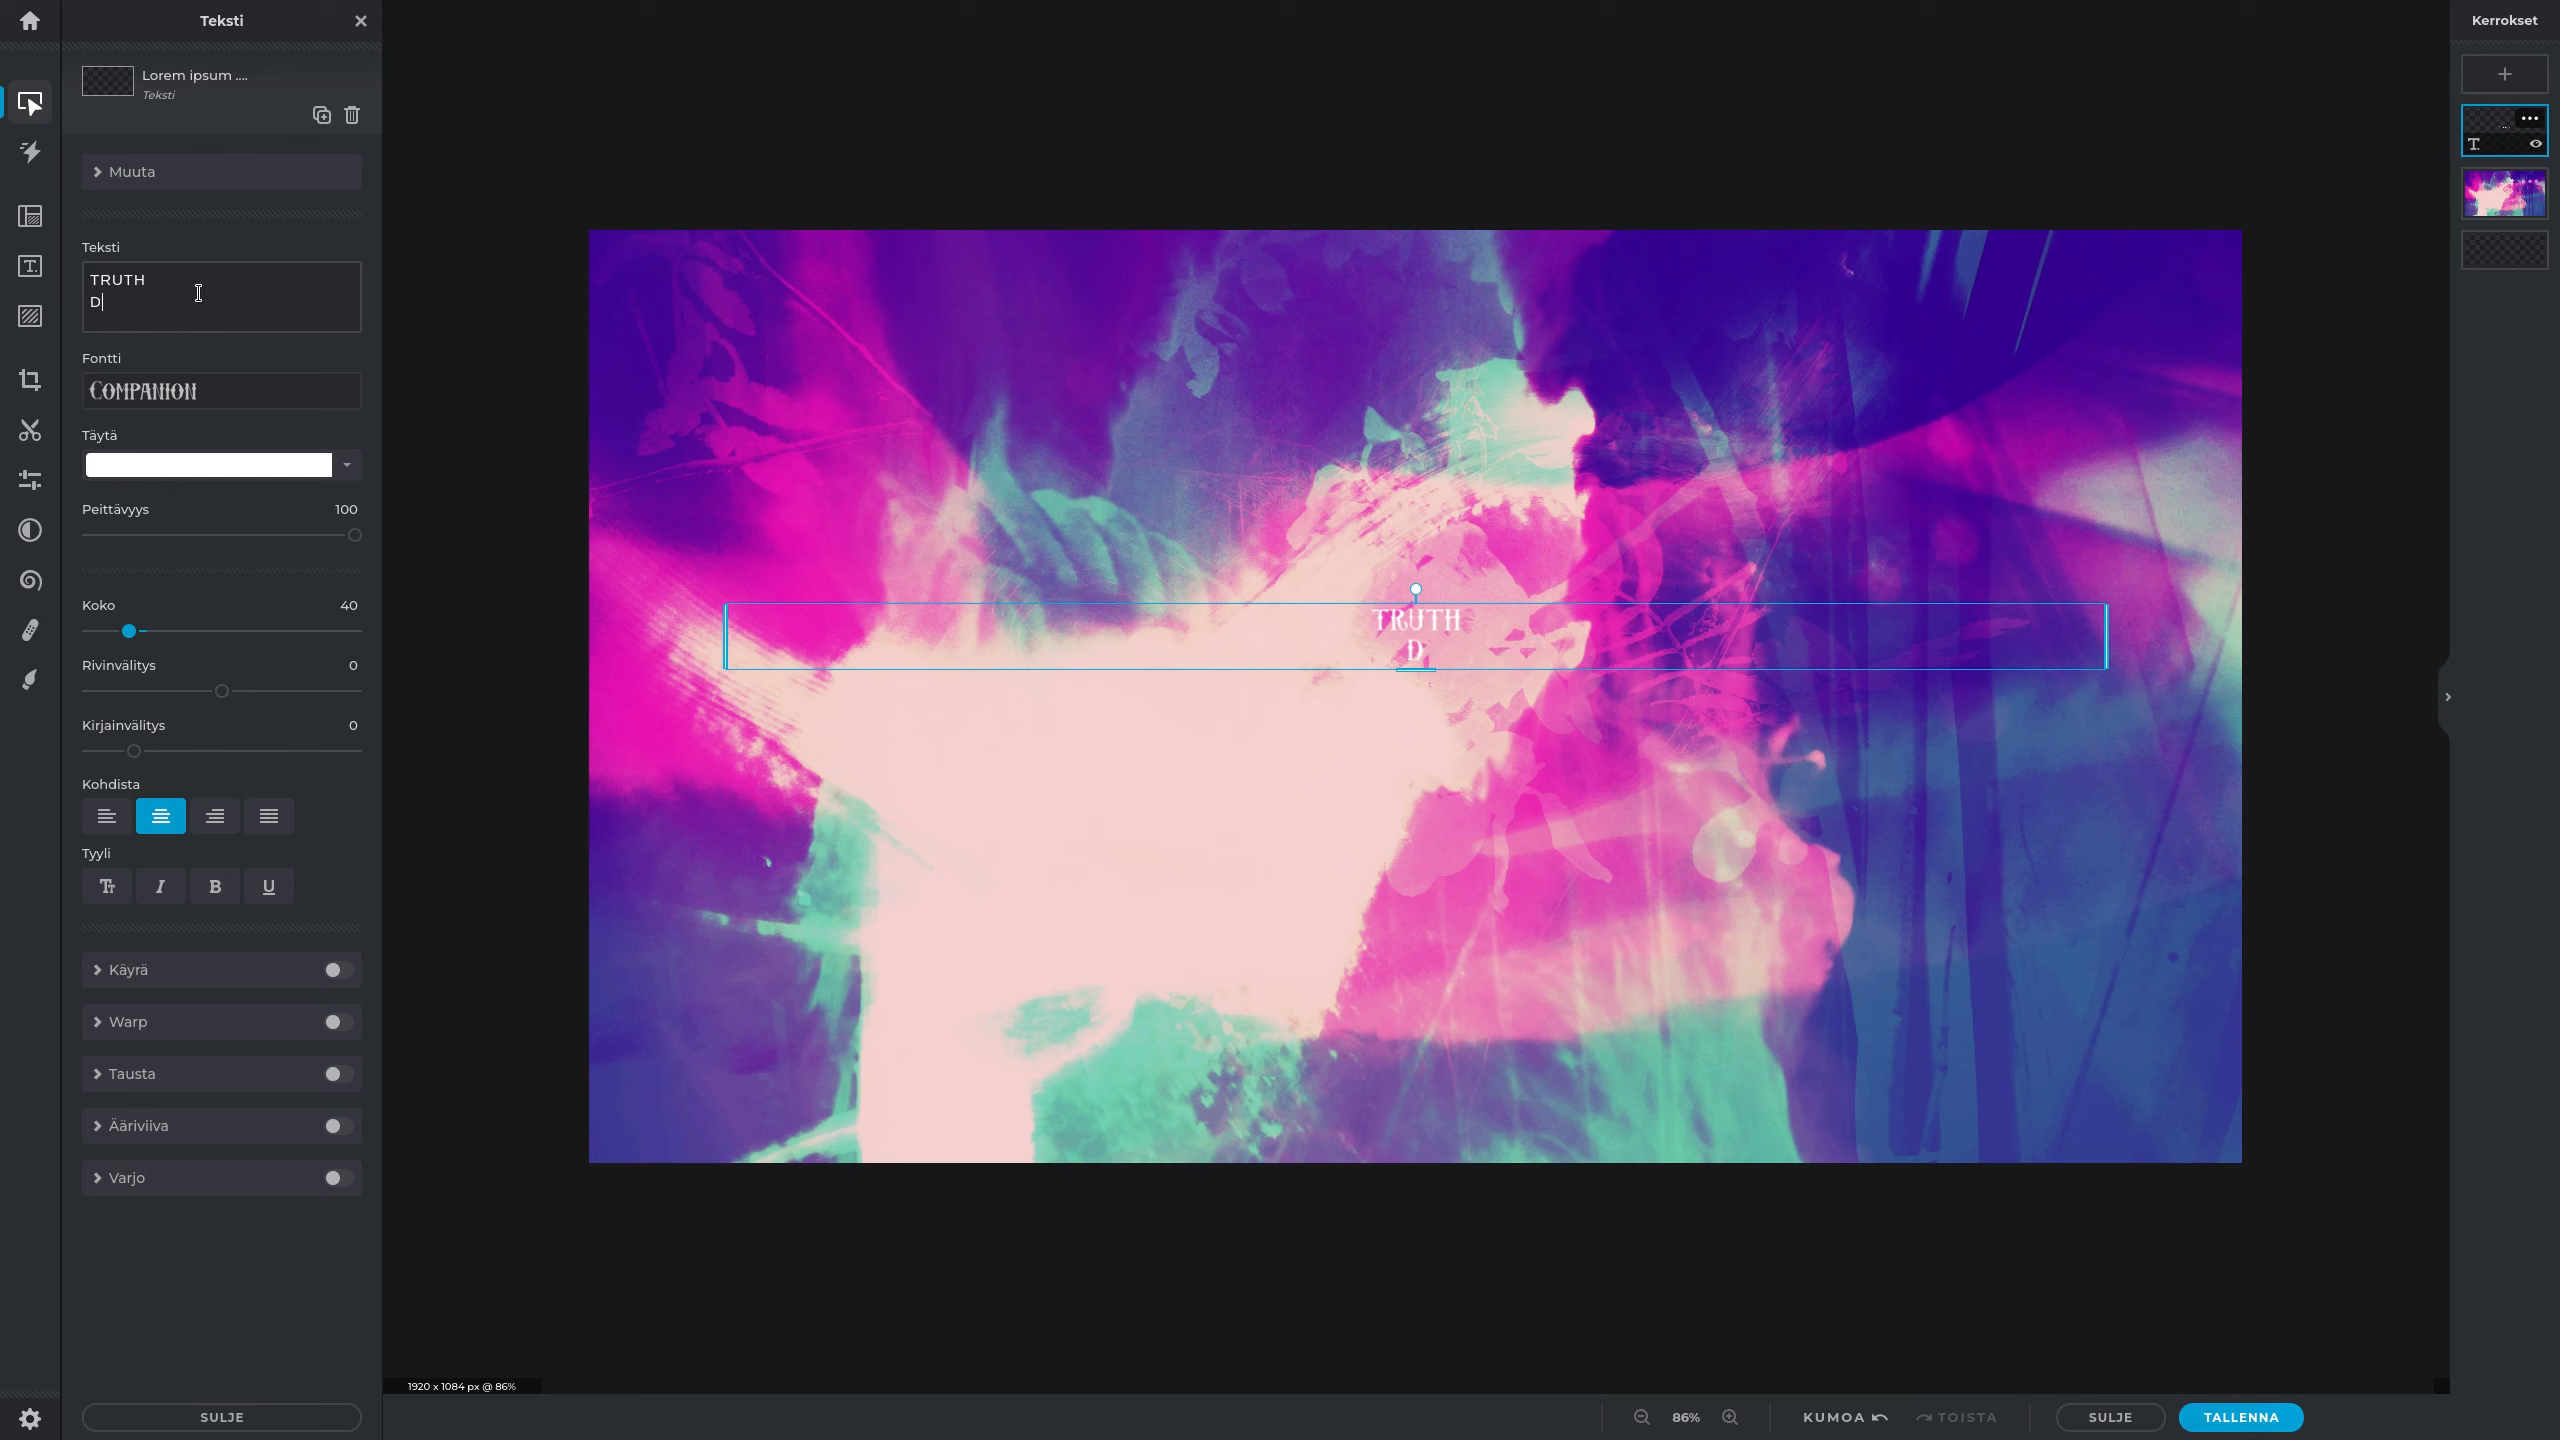 Teksti
Lorem ipsum ....
Teksti
Muuta
Teksti
TRUTH
D
Fontti
COMPANION
Täytä
Peittävyys 100
Koko 40
Rivinvälitys 0
Kirjainvälitys 0
Kohdista
Tyyli
Käyrä
Warp
Tausta
Ääriviiva
Varjo
SULJE
TRUTH
D
1920 x 1084 px @ 86%
86%
KUMOA
TOISTA
SULJE
TALLENNA
Kerrokset